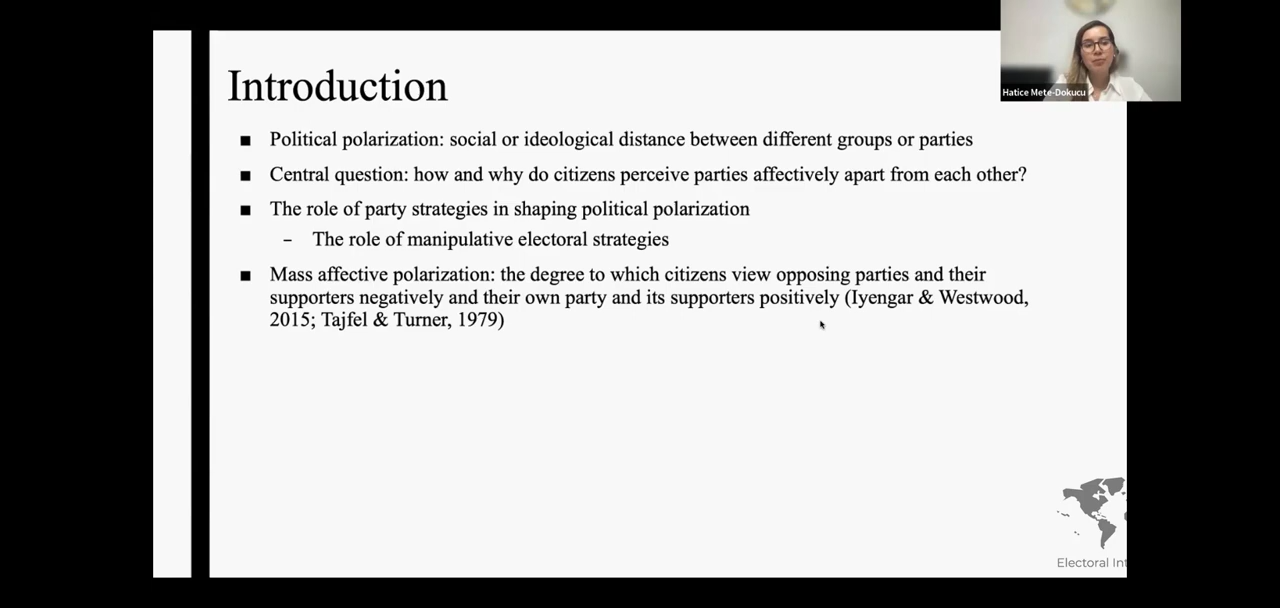 Hatice Mete-Dokucu
Introduction
■ Political polarization: social or ideological distance between different groups or parties
■ Central question: how and why do citizens perceive parties affectively apart from each other?
■ The role of party strategies in shaping political polarization
– The role of manipulative electoral strategies
■ Mass affective polarization: the degree to which citizens view opposing parties and their
supporters negatively and their own party and its supporters positively (Iyengar & Westwood,
2015; Tajfel & Turner, 1979)
Electoral Int